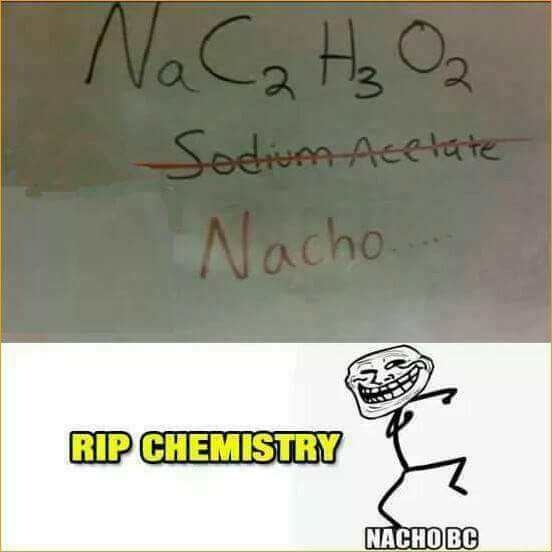 NaC₂H₃O₂
Sodium Acetate
Nacho.....
RIP CHEMISTRY
NACHO BC